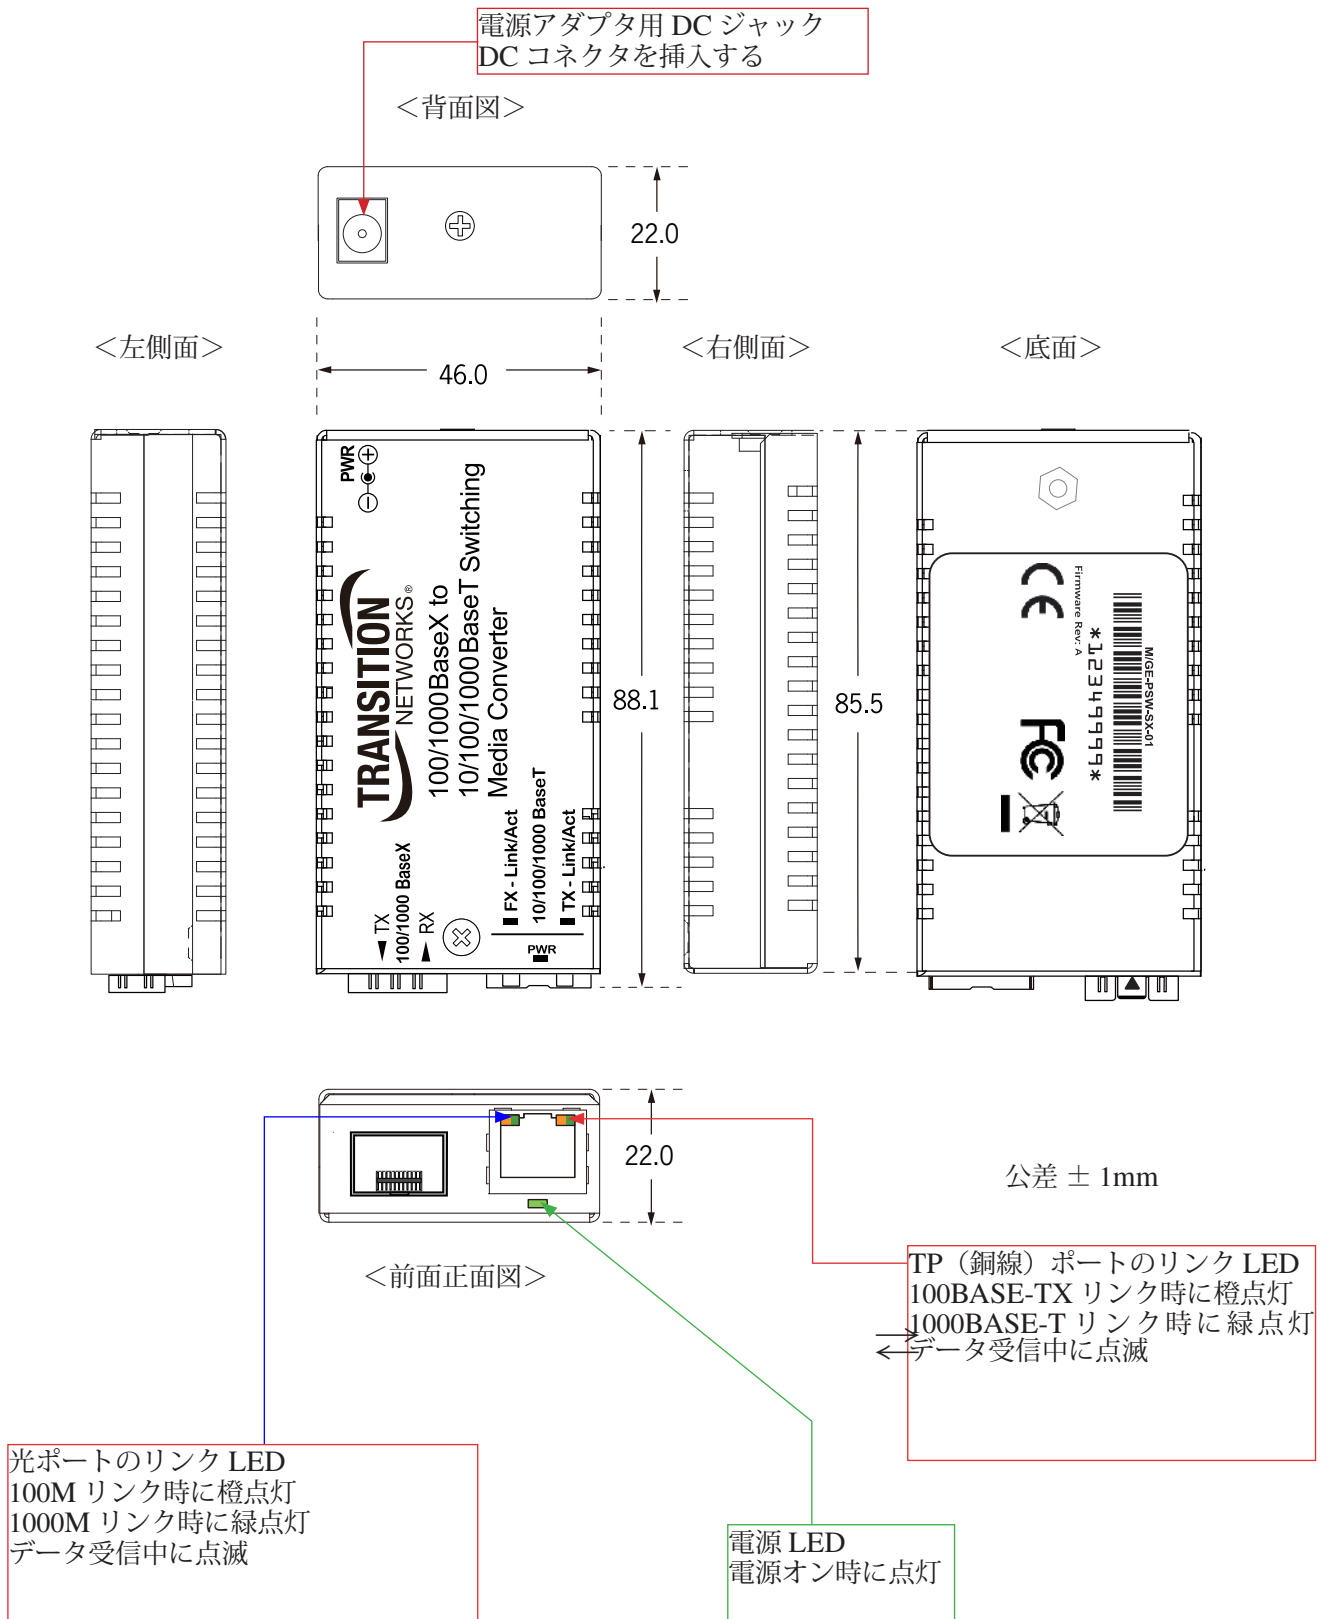 電源アダプタ用 DC ジャック
DC コネクタを挿入する
＜背面図＞
22.0
＜左側面＞
46.0
＜右側面＞
＜底面＞
PWR
TRANSITION
NETWORKS®
100/1000BaseX to
10/100/1000BaseT Switching
Media Converter
TX
100/1000 BaseX
RX
FX - Link/Act
10/100/1000 BaseT
TX - Link/Act
PWR
88.1
85.5
M/GE-PSW-SX-01
*12349999*
Firmware Rev: A
CE
FC
22.0
公差 ± 1mm
＜前面正面図＞
TP（銅線）ポートのリンク LED
100BASE-TX リンク時に橙点灯
1000BASE-T リンク時に緑点灯
データ受信中に点滅
光ポートのリンク LED
100M リンク時に橙点灯
1000M リンク時に緑点灯
データ受信中に点滅
電源 LED
電源オン時に点灯